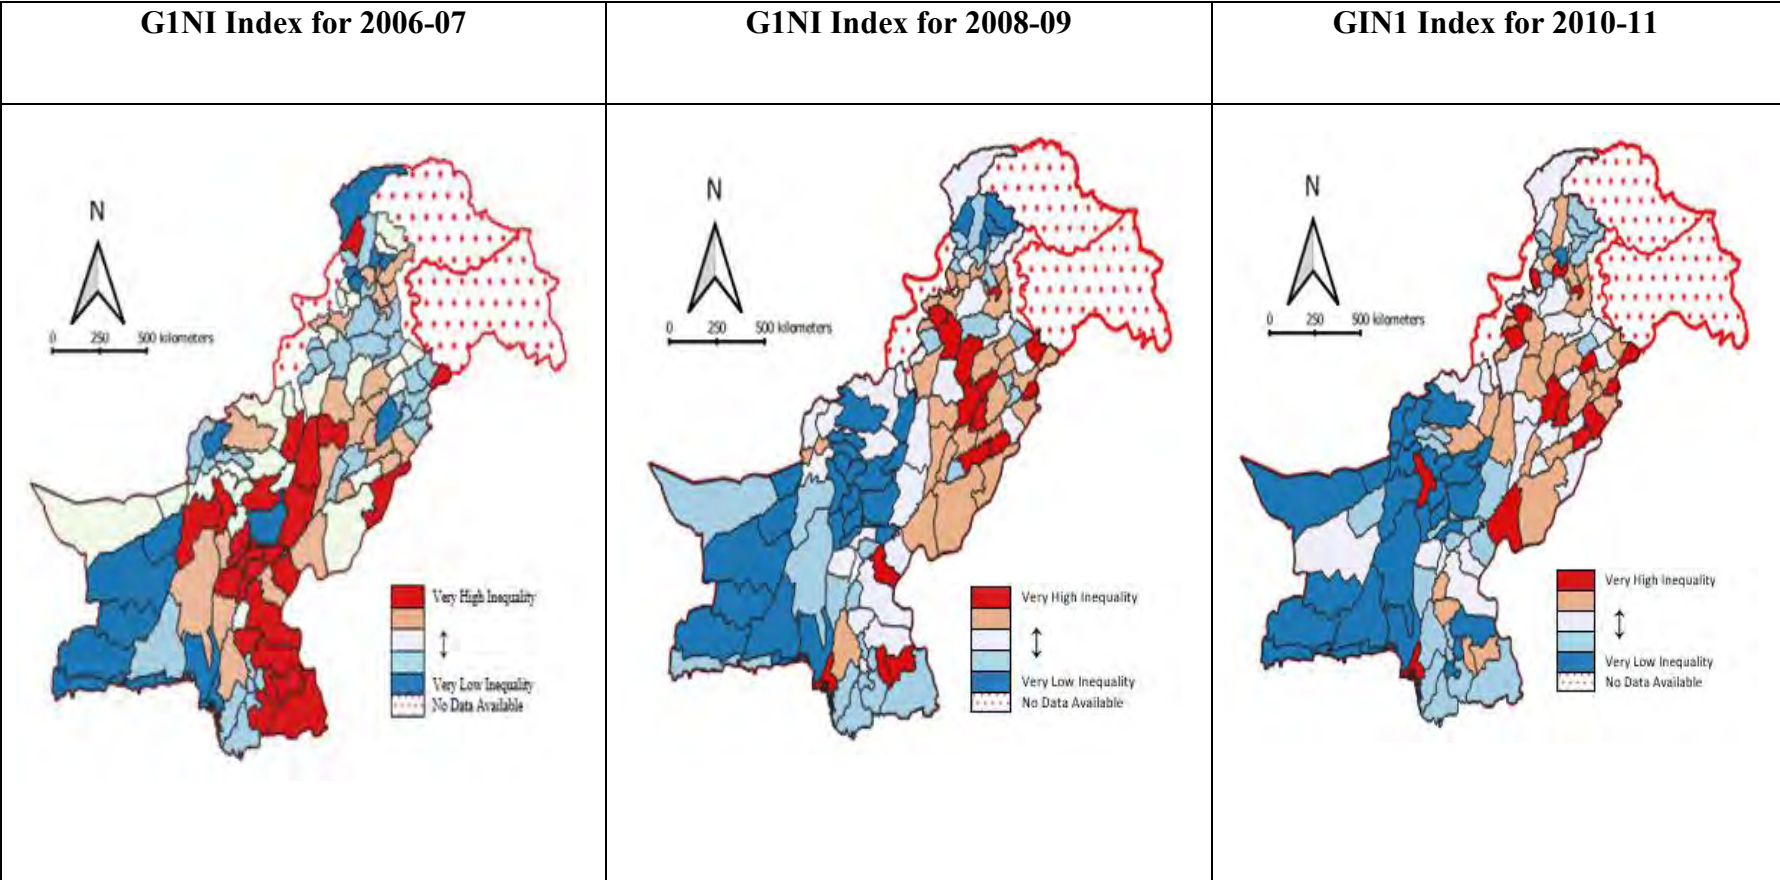 G1NI Index for 2006-07
G1NI Index for 2008-09
GIN1 Index for 2010-11
N
0 250 500 kilometers
Very High Inequality
Very Low Inequality
No Data Available
N
0 250 500 kilometers
Very High Inequality
Very Low Inequality
No Data Available
N
0 250 500 kilometers
Very High Inequality
Very Low Inequality
No Data Available